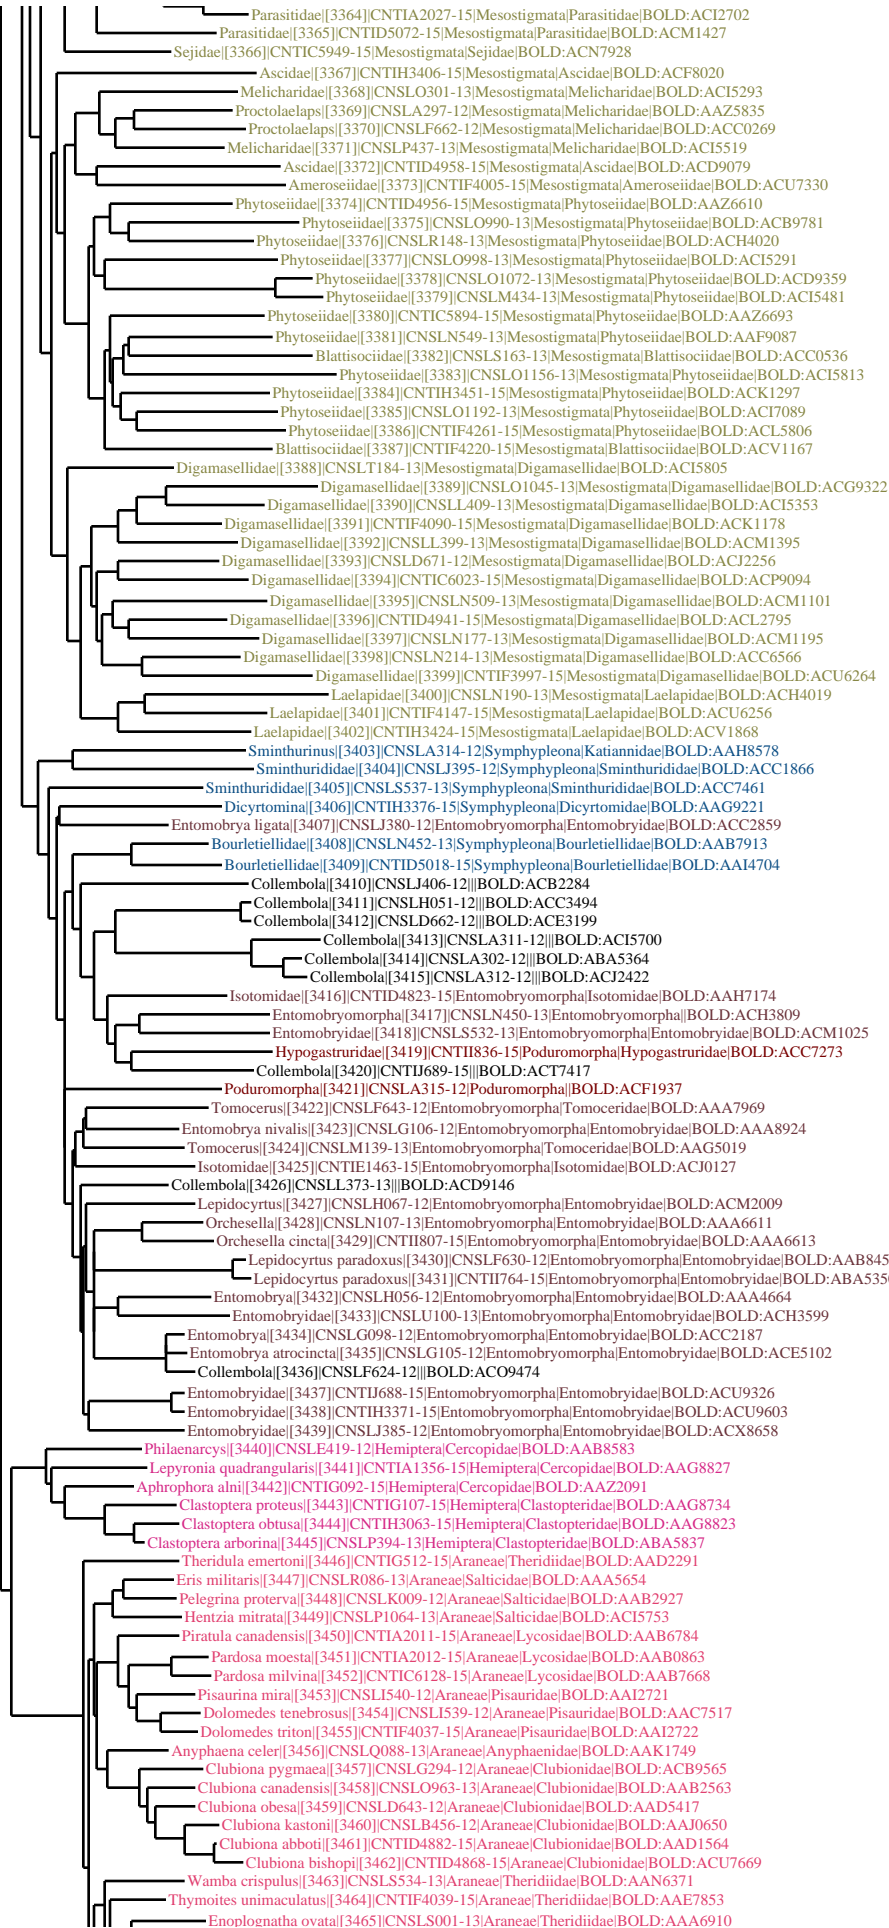 Parasitidae|[3364]|CNTIA2027-15|Mesostigmata|Parasitidae|BOLD:ACI2702
Parasitidae|[3365]|CNTID5072-15|Mesostigmata|Parasitidae|BOLD:ACM1427
Sejidae|[3366]|CNTIC5949-15|Mesostigmata|Sejidae|BOLD:ACN7928
Ascidae|[3367]|CNTIH3406-15|Mesostigmata|Ascidae|BOLD:ACF8020
Melicharidae|[3368]|CNSLO301-13|Mesostigmata|Melicharidae|BOLD:ACI5293
Proctolaelaps|[3369]|CNSLA297-12|Mesostigmata|Melicharidae|BOLD:AAZ5835
Proctolaelaps|[3370]|CNSLF662-12|Mesostigmata|Melicharidae|BOLD:ACC0269
Melicharidae|[3371]|CNSLP437-13|Mesostigmata|Melicharidae|BOLD:ACI5519
Ascidae|[3372]|CNTID4958-15|Mesostigmata|Ascidae|BOLD:ACD9079
Ameroseiidae|[3373]|CNTIF4005-15|Mesostigmata|Ameroseiidae|BOLD:ACU7330
Phytoseiidae|[3374]|CNTID4956-15|Mesostigmata|Phytoseiidae|BOLD:AAZ6610
Phytoseiidae|[3375]|CNSLO990-13|Mesostigmata|Phytoseiidae|BOLD:ACB9781
Phytoseiidae|[3376]|CNSLR148-13|Mesostigmata|Phytoseiidae|BOLD:ACH4020
Phytoseiidae|[3377]|CNSLO998-13|Mesostigmata|Phytoseiidae|BOLD:ACI5291
Phytoseiidae|[3378]|CNSLO1072-13|Mesostigmata|Phytoseiidae|BOLD:ACD9359
Phytoseiidae|[3379]|CNSLM434-13|Mesostigmata|Phytoseiidae|BOLD:ACI5481
Phytoseiidae|[3380]|CNTIC5894-15|Mesostigmata|Phytoseiidae|BOLD:AAZ6693
Phytoseiidae|[3381]|CNSLN549-13|Mesostigmata|Phytoseiidae|BOLD:AAF9087
Blattisociidae|[3382]|CNSLS163-13|Mesostigmata|Blattisociidae|BOLD:ACC0536
Phytoseiidae|[3383]|CNSLO1156-13|Mesostigmata|Phytoseiidae|BOLD:ACI5813
Phytoseiidae|[3384]|CNTIH3451-15|Mesostigmata|Phytoseiidae|BOLD:ACK1297
Phytoseiidae|[3385]|CNSLO1192-13|Mesostigmata|Phytoseiidae|BOLD:ACI7089
Phytoseiidae|[3386]|CNTIF4261-15|Mesostigmata|Phytoseiidae|BOLD:ACL5806
Blattisociidae|[3387]|CNTIF4220-15|Mesostigmata|Blattisociidae|BOLD:ACV1167
Digamasellidae|[3388]|CNSLT184-13|Mesostigmata|Digamasellidae|BOLD:ACI5805
Digamasellidae|[3389]|CNSLO1045-13|Mesostigmata|Digamasellidae|BOLD:ACG9322
Digamasellidae|[3390]|CNSLL409-13|Mesostigmata|Digamasellidae|BOLD:ACI5353
Digamasellidae|[3391]|CNTIF4090-15|Mesostigmata|Digamasellidae|BOLD:ACK1178
Digamasellidae|[3392]|CNSLL399-13|Mesostigmata|Digamasellidae|BOLD:ACM1395
Digamasellidae|[3393]|CNSLD671-12|Mesostigmata|Digamasellidae|BOLD:ACJ2256
Digamasellidae|[3394]|CNTIC6023-15|Mesostigmata|Digamasellidae|BOLD:ACP9094
Digamasellidae|[3395]|CNSLN509-13|Mesostigmata|Digamasellidae|BOLD:ACM1101
Digamasellidae|[3396]|CNTID4941-15|Mesostigmata|Digamasellidae|BOLD:ACL2795
Digamasellidae|[3397]|CNSLN177-13|Mesostigmata|Digamasellidae|BOLD:ACM1195
Digamasellidae|[3398]|CNSLN214-13|Mesostigmata|Digamasellidae|BOLD:ACC6566
Digamasellidae|[3399]|CNTIF3997-15|Mesostigmata|Digamasellidae|BOLD:ACU6264
Laelapidae|[3400]|CNSLN190-13|Mesostigmata|Laelapidae|BOLD:ACH4019
Laelapidae|[3401]|CNTIF4147-15|Mesostigmata|Laelapidae|BOLD:ACU6256
Laelapidae|[3402]|CNTIH3424-15|Mesostigmata|Laelapidae|BOLD:ACV1868
Sminthurinus|[3403]|CNSLA314-12|Symphypleona|Katiannidae|BOLD:AAH8578
Sminthurididae|[3404]|CNSLJ395-12|Symphypleona|Sminthurididae|BOLD:ACC1866
Sminthurididae|[3405]|CNSLS537-13|Symphypleona|Sminthurididae|BOLD:ACC7461
Dicyrtomina|[3406]|CNTIH3376-15|Symphypleona|Dicyrtomidae|BOLD:AAG9221
Entomobrya ligata|[3407]|CNSLJ380-12|Entomobryomorpha|Entomobryidae|BOLD:ACC2859
Bourletiellidae|[3408]|CNSLN452-13|Symphypleona|Bourletiellidae|BOLD:AAB7913
Bourletiellidae|[3409]|CNTID5018-15|Symphypleona|Bourletiellidae|BOLD:AAI4704
Collembola|[3410]|CNSLJ406-12|||BOLD:ACB2284
Collembola|[3411]|CNSLH051-12|||BOLD:ACC3494
Collembola|[3412]|CNSLD662-12|||BOLD:ACE3199
Collembola|[3413]|CNSLA311-12|||BOLD:ACI5700
Collembola|[3414]|CNSLA302-12|||BOLD:ABA5364
Collembola|[3415]|CNSLA312-12|||BOLD:ACJ2422
Isotomidae|[3416]|CNTID4823-15|Entomobryomorpha|Isotomidae|BOLD:AAH7174
Entomobryomorpha|[3417]|CNSLN450-13|Entomobryomorpha||BOLD:ACH3809
Entomobryidae|[3418]|CNSLS532-13|Entomobryomorpha|Entomobryidae|BOLD:ACM1025
Hypogastruridae|[3419]|CNTII836-15|Poduromorpha|Hypogastruridae|BOLD:ACC7273
Collembola|[3420]|CNTIJ689-15|||BOLD:ACT7417
Poduromorpha|[3421]|CNSLA315-12|Poduromorpha||BOLD:ACF1937
Tomocerus|[3422]|CNSLF643-12|Entomobryomorpha|Tomoceridae|BOLD:AAA7969
Entomobrya nivalis|[3423]|CNSLG106-12|Entomobryomorpha|Entomobryidae|BOLD:AAA8924
Tomocerus|[3424]|CNSLM139-13|Entomobryomorpha|Tomoceridae|BOLD:AAG5019
Isotomidae|[3425]|CNTIE1463-15|Entomobryomorpha|Isotomidae|BOLD:ACJ0127
Collembola|[3426]|CNSLL373-13|||BOLD:ACD9146
Lepidocyrtus|[3427]|CNSLH067-12|Entomobryomorpha|Entomobryidae|BOLD:ACM2009
Orchesella|[3428]|CNSLN107-13|Entomobryomorpha|Entomobryidae|BOLD:AAA6611
Orchesella cincta|[3429]|CNTII807-15|Entomobryomorpha|Entomobryidae|BOLD:AAA6613
Lepidocyrtus paradoxus|[3430]|CNSLF630-12|Entomobryomorpha|Entomobryidae|BOLD:AAB845
Lepidocyrtus paradoxus|[3431]|CNTII764-15|Entomobryomorpha|Entomobryidae|BOLD:ABA535
Entomobrya|[3432]|CNSLH056-12|Entomobryomorpha|Entomobryidae|BOLD:AAA4664
Entomobryidae|[3433]|CNSLU100-13|Entomobryomorpha|Entomobryidae|BOLD:ACH3599
Entomobrya|[3434]|CNSLG098-12|Entomobryomorpha|Entomobryidae|BOLD:ACC2187
Entomobrya atrocincta|[3435]|CNSLG105-12|Entomobryomorpha|Entomobryidae|BOLD:ACE5102
Collembola|[3436]|CNSLF624-12|||BOLD:ACO9474
Entomobryidae|[3437]|CNTIJ688-15|Entomobryomorpha|Entomobryidae|BOLD:ACU9326
Entomobryidae|[3438]|CNTIH3371-15|Entomobryomorpha|Entomobryidae|BOLD:ACU9603
Entomobryidae|[3439]|CNSLJ385-12|Entomobryomorpha|Entomobryidae|BOLD:ACX8658
Philaenarcys|[3440]|CNSLE419-12|Hemiptera|Cercopidae|BOLD:AAB8583
Lepyronia quadrangularis|[3441]|CNTIA1356-15|Hemiptera|Cercopidae|BOLD:AAG8827
Aphrophora alni|[3442]|CNTIG092-15|Hemiptera|Cercopidae|BOLD:AAZ2091
Clastoptera proteus|[3443]|CNTIG107-15|Hemiptera|Clastopteridae|BOLD:AAG8734
Clastoptera obtusa|[3444]|CNTIH3063-15|Hemiptera|Clastopteridae|BOLD:AAG8823
Clastoptera arborina|[3445]|CNSLP394-13|Hemiptera|Clastopteridae|BOLD:ABA5837
Theridula emertoni|[3446]|CNTIG512-15|Araneae|Theridiidae|BOLD:AAD2291
Eris militaris|[3447]|CNSLR086-13|Araneae|Salticidae|BOLD:AAA5654
Pelegrina proterva|[3448]|CNSLK009-12|Araneae|Salticidae|BOLD:AAB2927
Hentzia mitrata|[3449]|CNSLP1064-13|Araneae|Salticidae|BOLD:ACI5753
Piratula canadensis|[3450]|CNTIA2011-15|Araneae|Lycosidae|BOLD:AAB6784
Pardosa moesta|[3451]|CNTIA2012-15|Araneae|Lycosidae|BOLD:AAB0863
Pardosa milvina|[3452]|CNTIC6128-15|Araneae|Lycosidae|BOLD:AAB7668
Pisaurina mira|[3453]|CNSLI540-12|Araneae|Pisauridae|BOLD:AAI2721
Dolomedes tenebrosus|[3454]|CNSLI539-12|Araneae|Pisauridae|BOLD:AAC7517
Dolomedes triton|[3455]|CNTIF4037-15|Araneae|Pisauridae|BOLD:AAI2722
Anyphaena celer|[3456]|CNSLQ088-13|Araneae|Anyphaenidae|BOLD:AAK1749
Clubiona pygmaea|[3457]|CNSLG294-12|Araneae|Clubionidae|BOLD:ACB9565
Clubiona canadensis|[3458]|CNSLO963-13|Araneae|Clubionidae|BOLD:AAB2563
Clubiona obesa|[3459]|CNSLD643-12|Araneae|Clubionidae|BOLD:AAD5417
Clubiona kastoni|[3460]|CNSLB456-12|Araneae|Clubionidae|BOLD:AAJ0650
Clubiona abboti|[3461]|CNTID4882-15|Araneae|Clubionidae|BOLD:AAD1564
Clubiona bishopi|[3462]|CNTID4868-15|Araneae|Clubionidae|BOLD:ACU7669
Wamba crispulus|[3463]|CNSLS534-13|Araneae|Theridiidae|BOLD:AAN6371
Thymoites unimaculatus|[3464]|CNTIF4039-15|Araneae|Theridiidae|BOLD:AAE7853
Enoplognatha ovata|[3465]|CNSLS001-13|Araneae|Theridiidae|BOLD:AAA6910